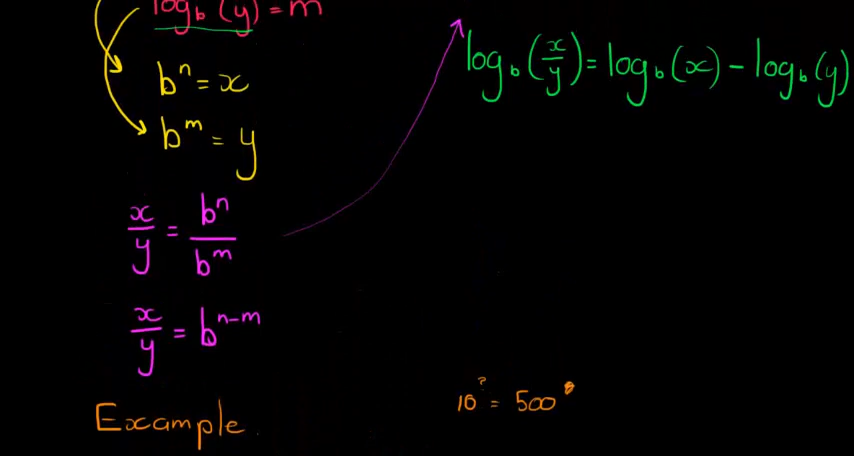 log_b (y) = m
b^n = x
b^m = y
x/y = b^n/b^m
x/y = b^(n-m)
Example.
log_b (x/y) = log_b (x) - log_b (y)
10^? = 500